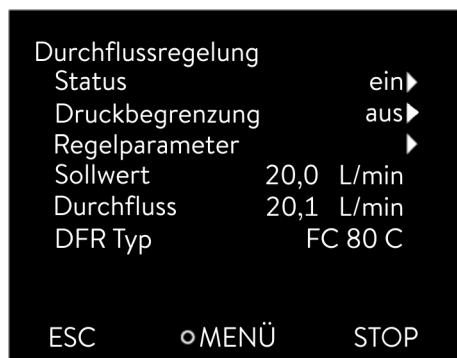 Durchflussregelung
Status ein
Druckbegrenzung aus
Regelparameter
Sollwert 20,0 L/min
Durchfluss 20,1 L/min
DFR Typ FC 80 C
ESC MENÜ STOP